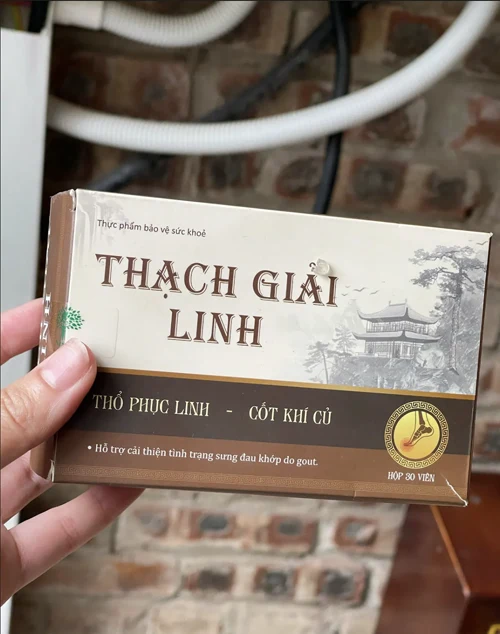 Thực phẩm bảo vệ sức khoẻ
THẠCH GIẢI
LINH
THỔ PHỤC LINH - CỐT KHÍ CỦ
• Hỗ trợ cải thiện tình trạng sưng đau khớp do gout.
HỘP 30 VIÊN